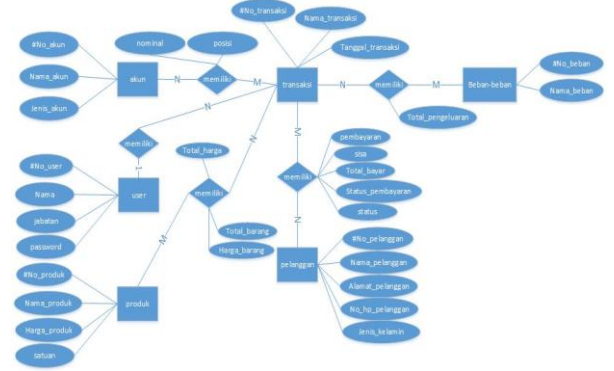 #No_transaksi
Nama_transaksi
Tanggal_transaksi
nominal
posisi
#No_akun
Nama_akun
Jenis_akun
akun
N
memiliki
M
transaksi
N
memiliki
M
Beban-beban
#No_beban
Nama_beban
Total_pengeluaran
N
memiliki
1
user
#No_user
Nama
jabatan
password
N
memiliki
M
Total_harga
Total_barang
Harga_barang
produk
#No_produk
Nama_produk
Harga_produk
satuan
M
memiliki
N
pembayaran
sisa
Total_bayar
Status_pembayaran
status
pelanggan
#No_pelanggan
Nama_pelanggan
Alamat_pelanggan
No_hp_pelanggan
Jenis_kelamin